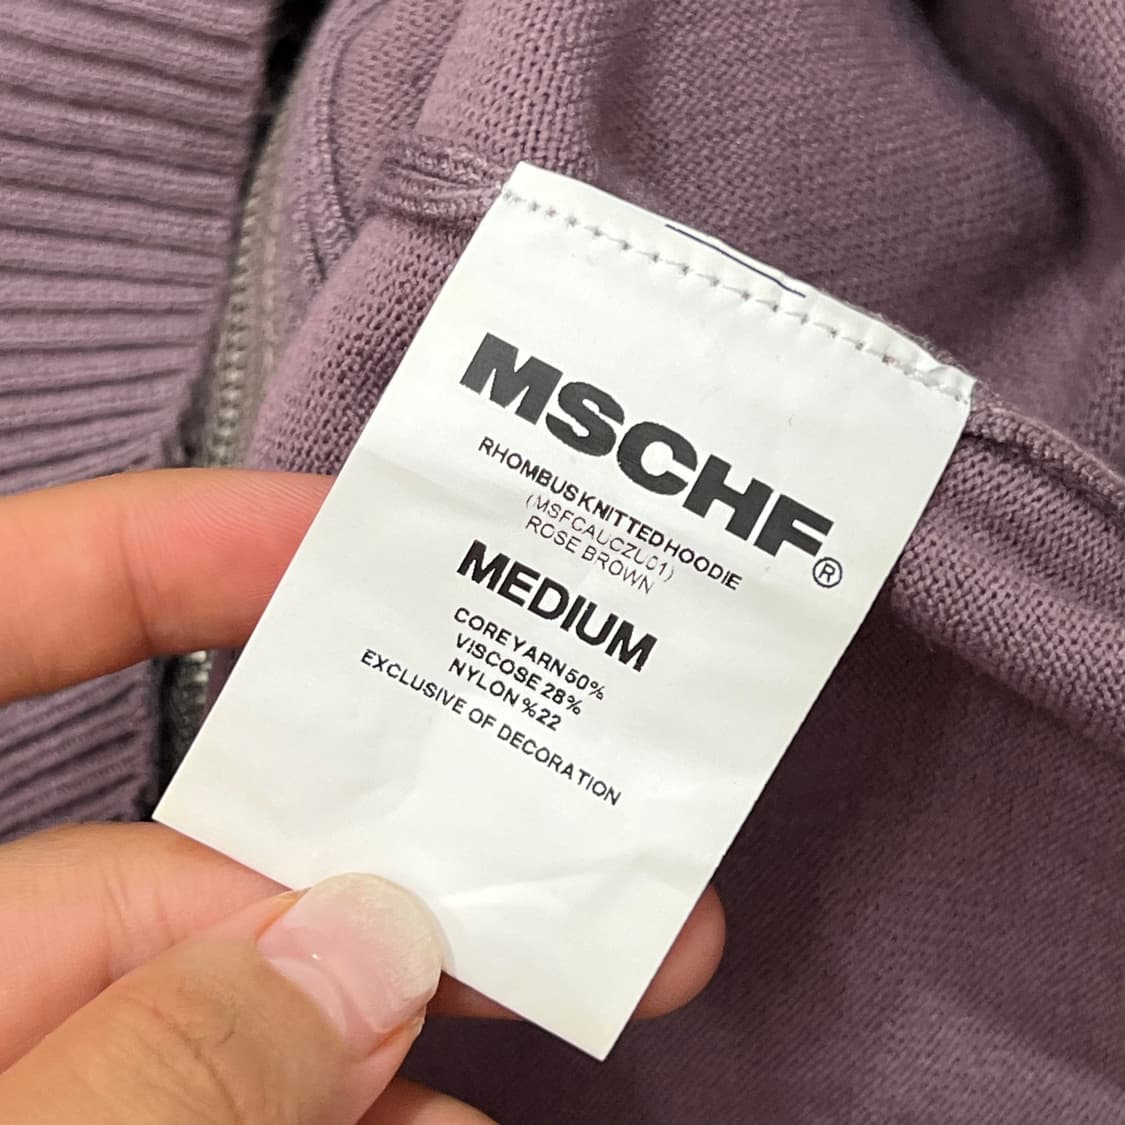 MSCHF®
RHOMBUS KNITTED HOODIE
(MSFCAUCZU01)
ROSE BROWN
MEDIUM
CORE YARN 50%
VISCOSE 28%
NYLON %22
EXCLUSIVE OF DECORATION